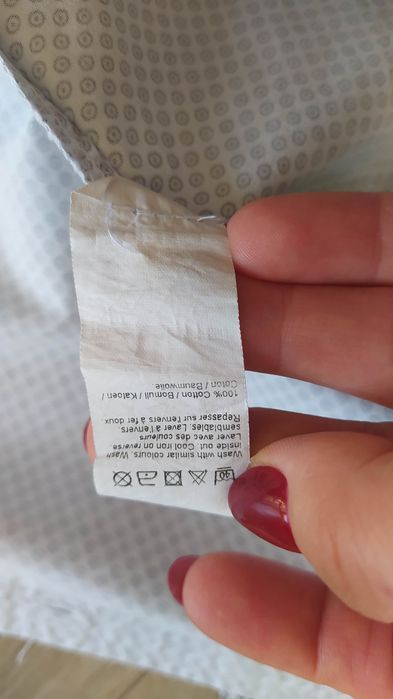 40
Wash with similar colours. Wash
inside out. Cool iron on reverse
Laver avec des couleurs
semblables. Laver à l'envers.
Repasser sur l'envers à fer doux
100% Cotton / Bomull / Katoen /
Coton / Baumwolle